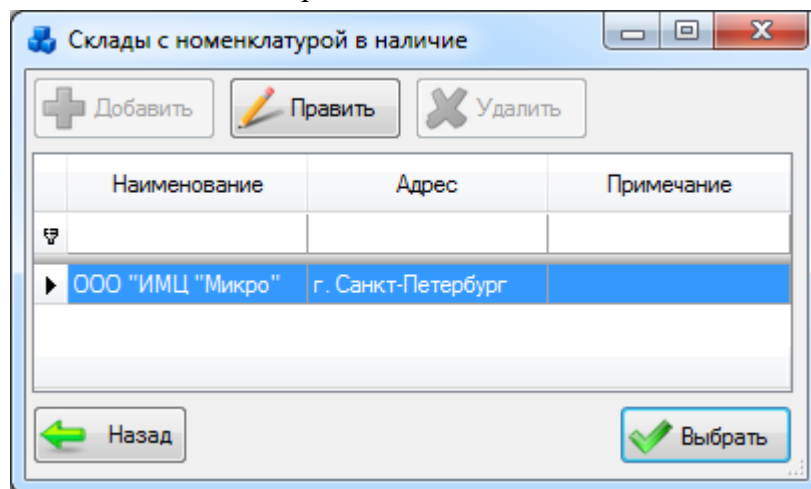 Склады с номенклатурой в наличие
Добавить Править Удалить
Наименование Адрес Примечание
ООО "ИМЦ "Микро" г. Санкт-Петербург
Назад Выбрать